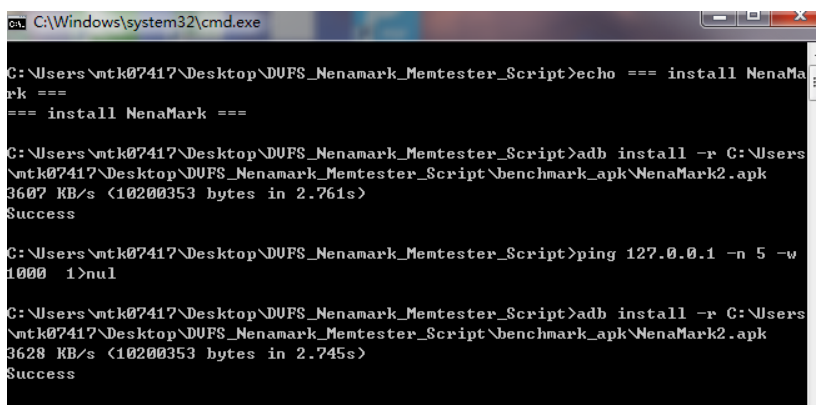 C:\Windows\system32\cmd.exe
C:\Users\mtk07417\Desktop\DVFS_Nenamark_Memtester_Script>echo === install NenaMa
rk ===
=== install NenaMark ===
C:\Users\mtk07417\Desktop\DVFS_Nenamark_Memtester_Script>adb install -r C:\Users
\mtk07417\Desktop\DVFS_Nenamark_Memtester_Script\benchmark_apk\NenaMark2.apk
3607 KB/s (10200353 bytes in 2.761s)
Success
C:\Users\mtk07417\Desktop\DVFS_Nenamark_Memtester_Script>ping 127.0.0.1 -n 5 -w
1000  1>nul
C:\Users\mtk07417\Desktop\DVFS_Nenamark_Memtester_Script>adb install -r C:\Users
\mtk07417\Desktop\DVFS_Nenamark_Memtester_Script\benchmark_apk\NenaMark2.apk
3628 KB/s (10200353 bytes in 2.745s)
Success